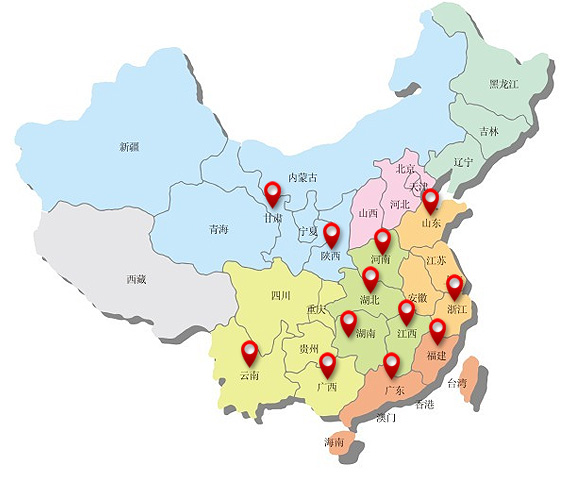 黑龙江
吉林
辽宁
新疆
内蒙古
北京
天津
河北
山西
甘肃
宁夏
青海
陕西
山东
河南
江苏
西藏
四川
重庆
湖北
安徽
浙江
湖南
江西
贵州
福建
云南
广西
广东
台湾
香港
澳门
海南